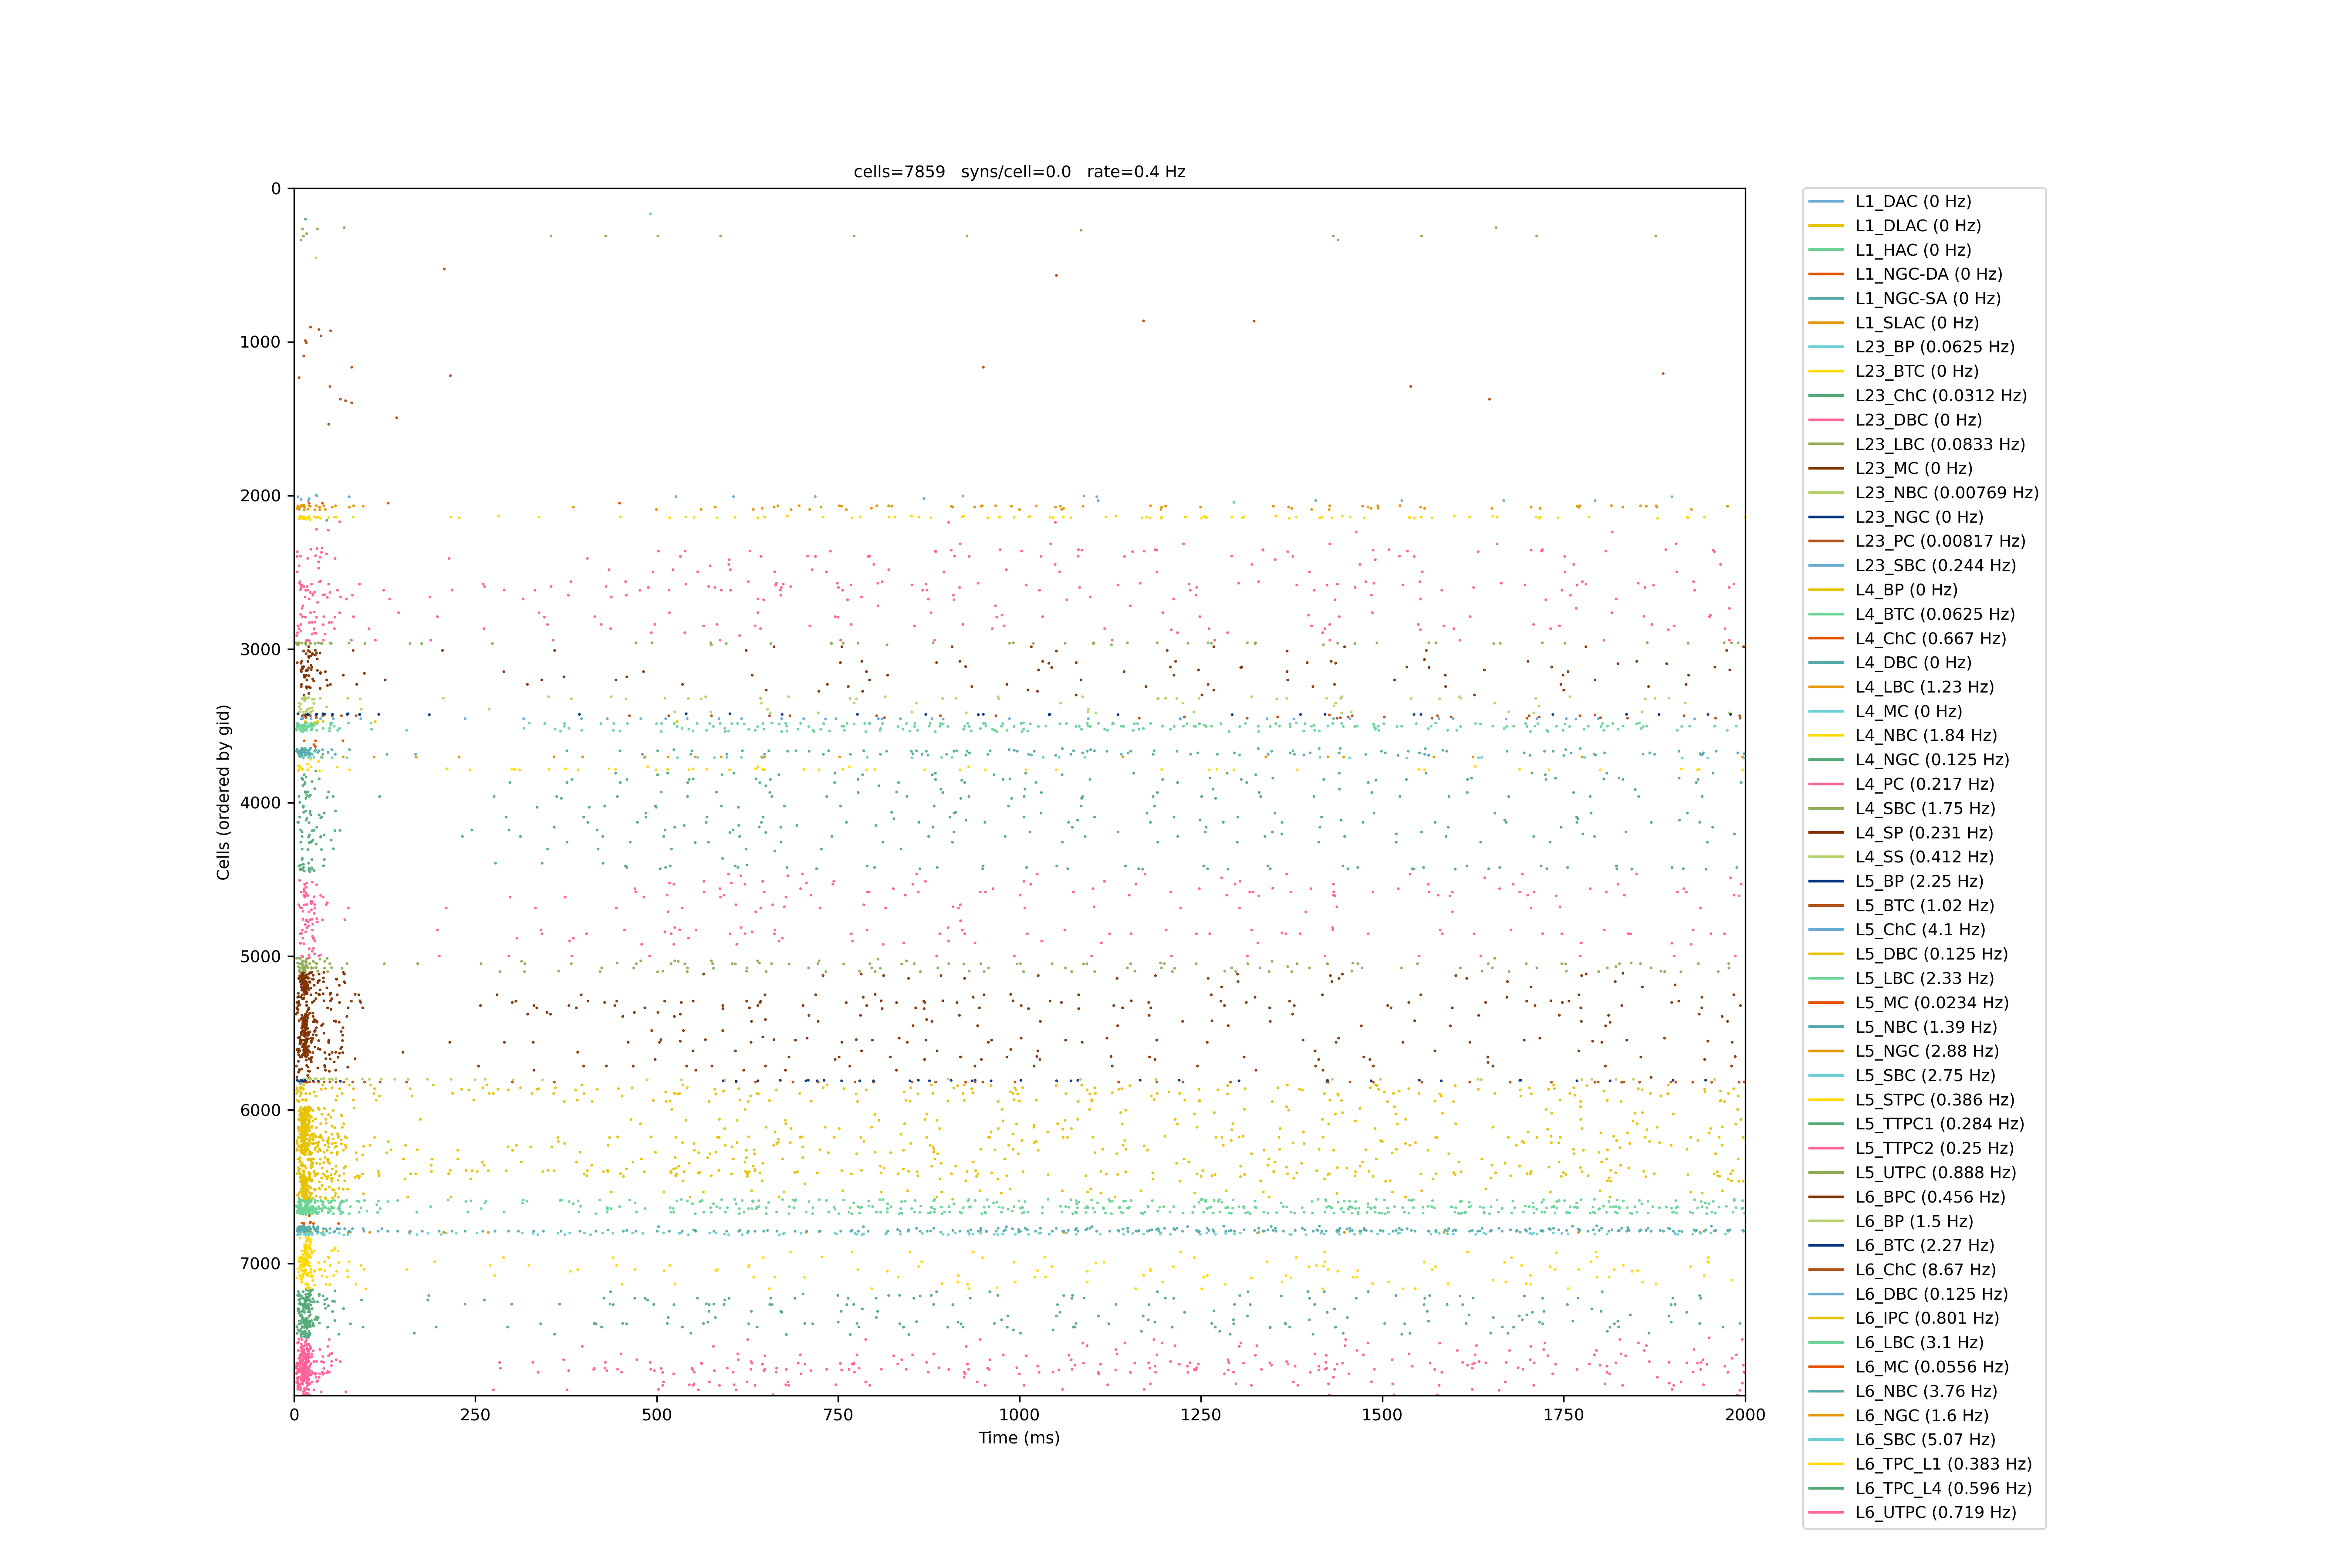 cells=7859   syns/cell=0.0   rate=0.4 Hz
Cells (ordered by gid)
0
1000
2000
3000
4000
5000
6000
7000
0 250 500 750 1000 1250 1500 1750 2000
Time (ms)
L1_DAC (0 Hz)
L1_DLAC (0 Hz)
L1_HAC (0 Hz)
L1_NGC-DA (0 Hz)
L1_NGC-SA (0 Hz)
L1_SLAC (0 Hz)
L23_BP (0.0625 Hz)
L23_BTC (0 Hz)
L23_ChC (0.0312 Hz)
L23_DBC (0 Hz)
L23_LBC (0.0833 Hz)
L23_MC (0 Hz)
L23_NBC (0.00769 Hz)
L23_NGC (0 Hz)
L23_PC (0.00817 Hz)
L23_SBC (0.244 Hz)
L4_BP (0 Hz)
L4_BTC (0.0625 Hz)
L4_ChC (0.667 Hz)
L4_DBC (0 Hz)
L4_LBC (1.23 Hz)
L4_MC (0 Hz)
L4_NBC (1.84 Hz)
L4_NGC (0.125 Hz)
L4_PC (0.217 Hz)
L4_SBC (1.75 Hz)
L4_SP (0.231 Hz)
L4_SS (0.412 Hz)
L5_BP (2.25 Hz)
L5_BTC (1.02 Hz)
L5_ChC (4.1 Hz)
L5_DBC (0.125 Hz)
L5_LBC (2.33 Hz)
L5_MC (0.0234 Hz)
L5_NBC (1.39 Hz)
L5_NGC (2.88 Hz)
L5_SBC (2.75 Hz)
L5_STPC (0.386 Hz)
L5_TTPC1 (0.284 Hz)
L5_TTPC2 (0.25 Hz)
L5_UTPC (0.888 Hz)
L6_BPC (0.456 Hz)
L6_BP (1.5 Hz)
L6_BTC (2.27 Hz)
L6_ChC (8.67 Hz)
L6_DBC (0.125 Hz)
L6_IPC (0.801 Hz)
L6_LBC (3.1 Hz)
L6_MC (0.0556 Hz)
L6_NBC (3.76 Hz)
L6_NGC (1.6 Hz)
L6_SBC (5.07 Hz)
L6_TPC_L1 (0.383 Hz)
L6_TPC_L4 (0.596 Hz)
L6_UTPC (0.719 Hz)